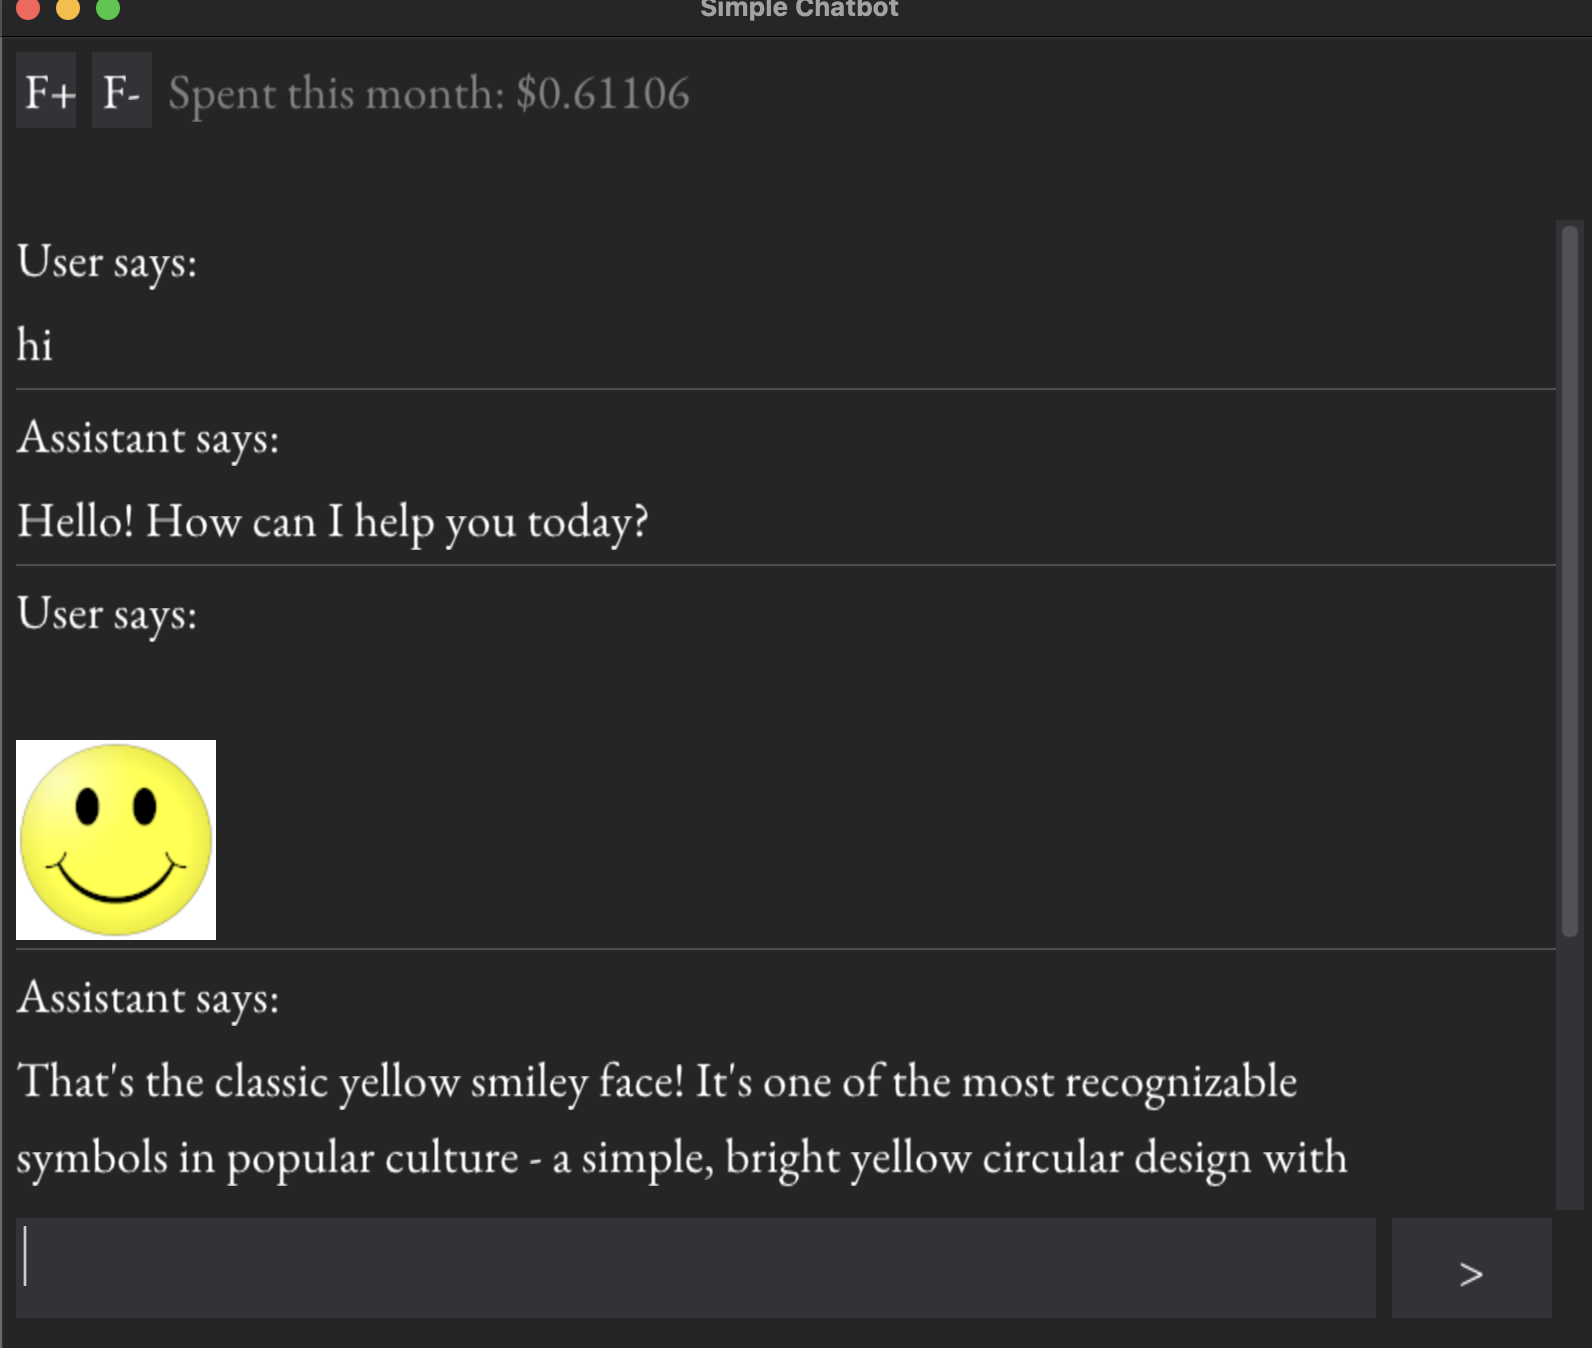 Simple Chatbot
F+ F- Spent this month: $0.61106
User says:
hi
Assistant says:
Hello! How can I help you today?
User says:
Assistant says:
That's the classic yellow smiley face! It's one of the most recognizable
symbols in popular culture - a simple, bright yellow circular design with
>